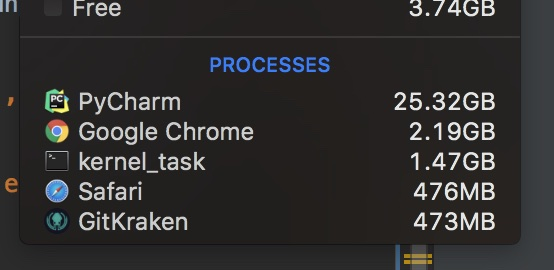 Free 3.74GB
PROCESSES
PyCharm 25.32GB
Google Chrome 2.19GB
kernel_task 1.47GB
Safari 476MB
GitKraken 473MB